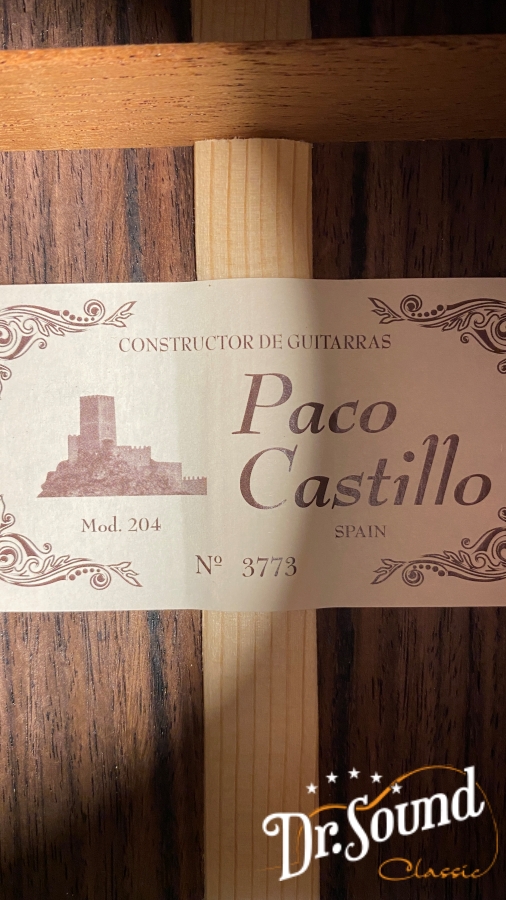 CONSTRUCTOR DE GUITARRAS
Paco
Castillo
Mod. 204
SPAIN
Nº 3773
Dr. Sound
Classic